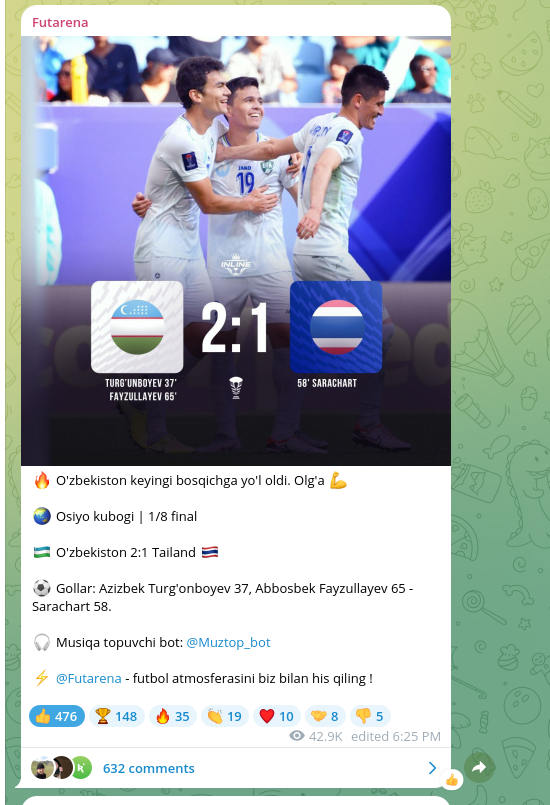 Futarena
JAKO
19
INLINE
2:1
TURG'UNBOYEV 37'
58' SARACHART
FAYZULLAYEV 65'
🔥 O'zbekiston keyingi bosqichga yo'l oldi. Olg'a 💪
🌏 Osiyo kubogi | 1/8 final
🇺🇿 O'zbekiston 2:1 Tailand 🇹🇭
⚽ Gollar: Azizbek Turg'onboyev 37, Abbosbek Fayzullayev 65 -
Sarachart 58.
🎧 Musiqa topuvchi bot: @Muztop_bot
⚡ @Futarena - futbol atmosferasini biz bilan his qiling !
👍 476 🏆 148 🔥 35 👏 19 ❤️ 10 🤝 8 👎 5
42.9K edited 6:25 PM
632 comments